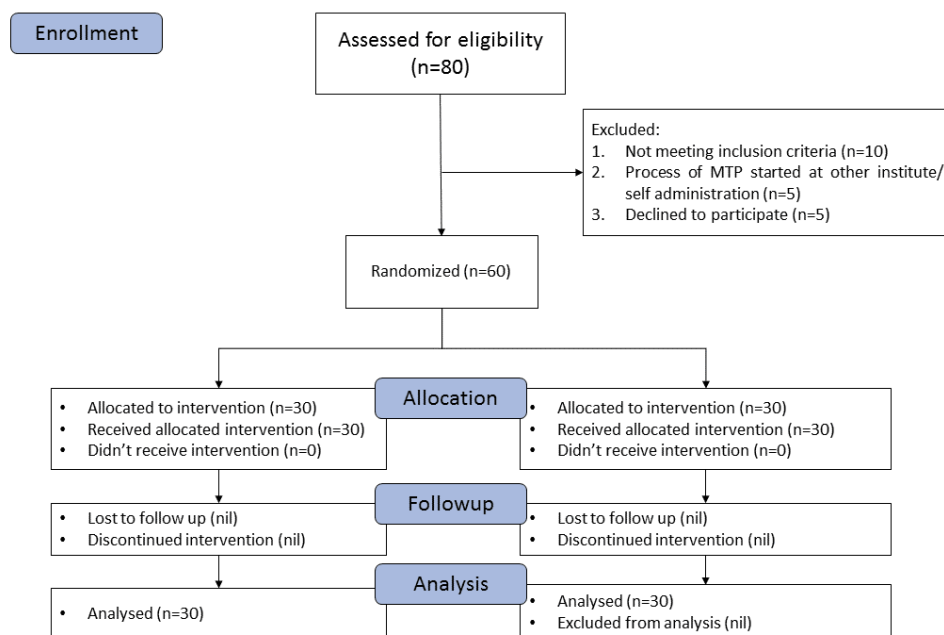 Enrollment
Assessed for eligibility
(n=80)
Excluded:
1. Not meeting inclusion criteria (n=10)
2. Process of MTP started at other institute/
self administration (n=5)
3. Declined to participate (n=5)
Randomized (n=60)
Allocation
• Allocated to intervention (n=30)
• Received allocated intervention (n=30)
• Didn't receive intervention (n=0)
• Allocated to intervention (n=30)
• Received allocated intervention (n=30)
• Didn't receive intervention (n=0)
Followup
• Lost to follow up (nil)
• Discontinued intervention (nil)
• Lost to follow up (nil)
• Discontinued intervention (nil)
Analysis
• Analysed (n=30)
• Analysed (n=30)
• Excluded from analysis (nil)